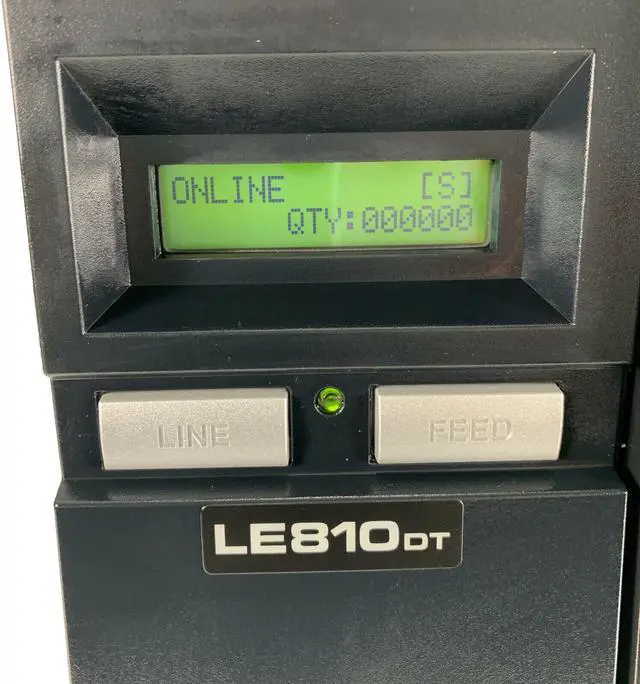 ONLINE [S]
QTY:000000
LINE
FEED
LE810DT